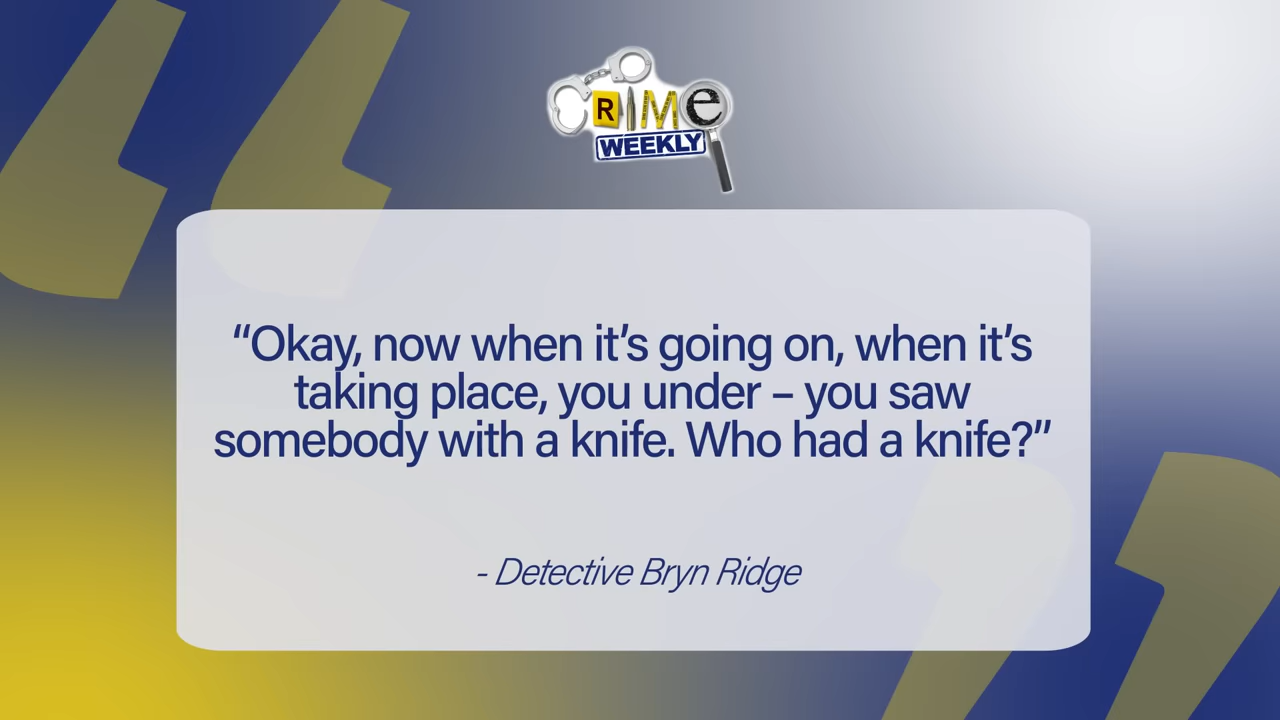 CRIMe
WEEKLY
“Okay, now when it’s going on, when it’s
taking place, you under – you saw
somebody with a knife. Who had a knife?”
- Detective Bryn Ridge